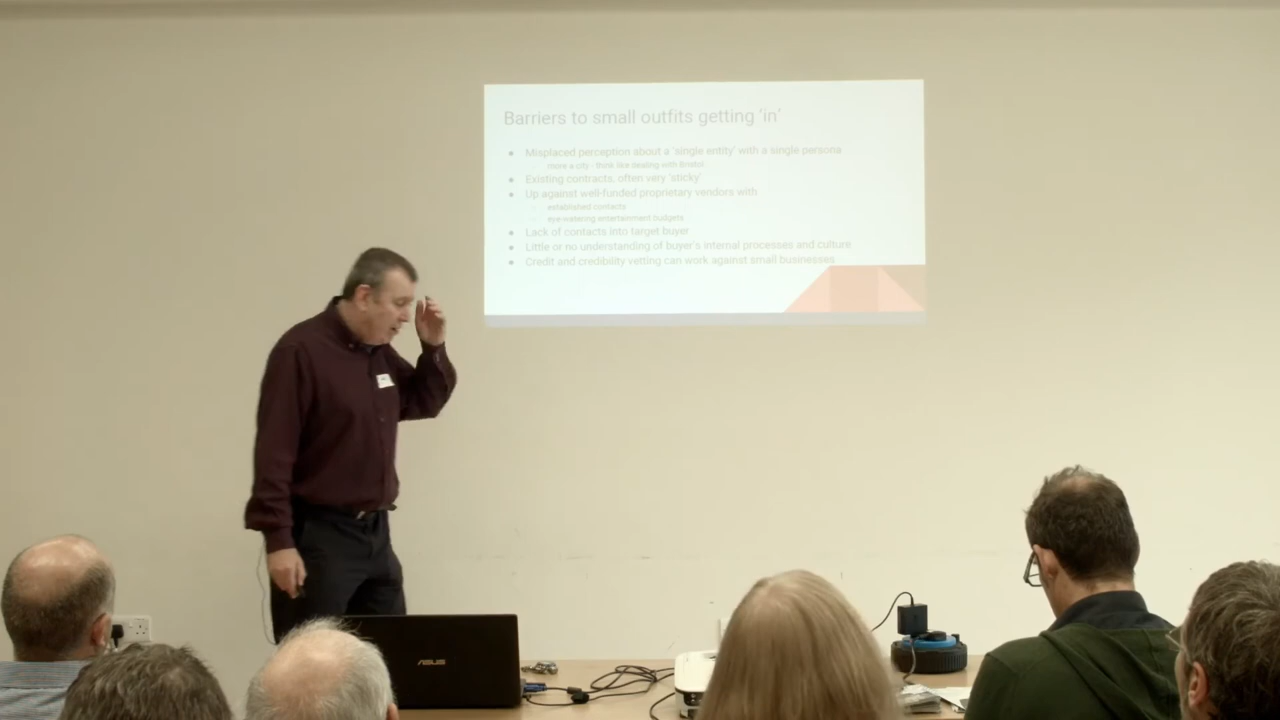 Barriers to small outfits getting 'in'
Misplaced perception about a 'single entity' with a single persona
more a city - think like dealing with Bristol
Existing contracts, often very 'sticky'
Up against well-funded proprietary vendors with
established contacts
eye-watering entertainment budgets
Lack of contacts into target buyer
Little or no understanding of buyer's internal processes and culture
Credit and credibility vetting can work against small businesses
ASUS